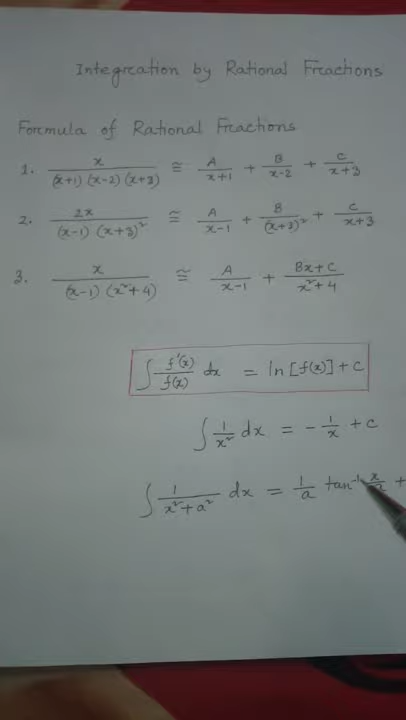 Integration by Rational Fractions
Formula of Rational Fractions
1. x/((x+1) (x-2) (x+3)) ≅ A/(x+1) + B/(x-2) + C/(x+3)
2. 2x/((x-1) (x+3)²) ≅ A/(x-1) + B/(x+3)² + C/(x+3)
3. x/((x-1) (x²+4)) ≅ A/(x-1) + (Bx+C)/(x²+4)
∫ f'(x)/f(x) dx = ln [f(x)] + C
∫ 1/x² dx = - 1/x + C
∫ 1/(x²+a²) dx = 1/a tan⁻¹ x/a +